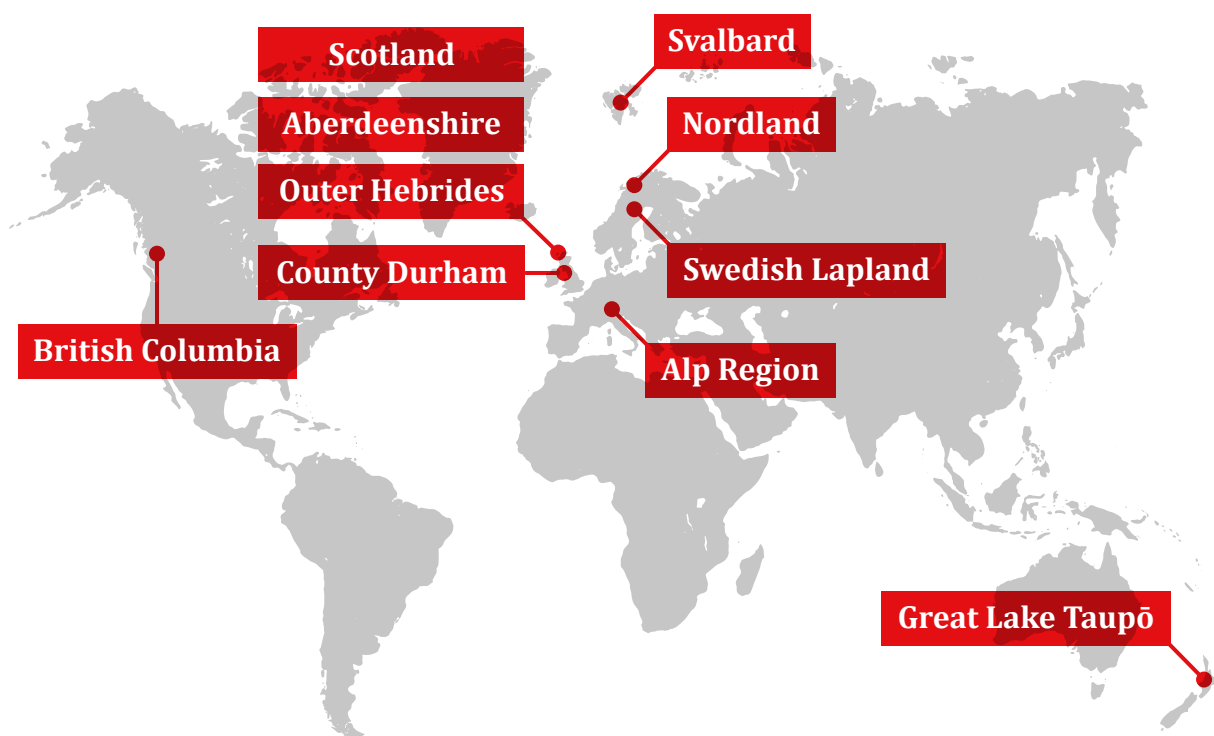 Scotland
Svalbard
Aberdeenshire
Nordland
Outer Hebrides
County Durham
Swedish Lapland
British Columbia
Alp Region
Great Lake Taupō